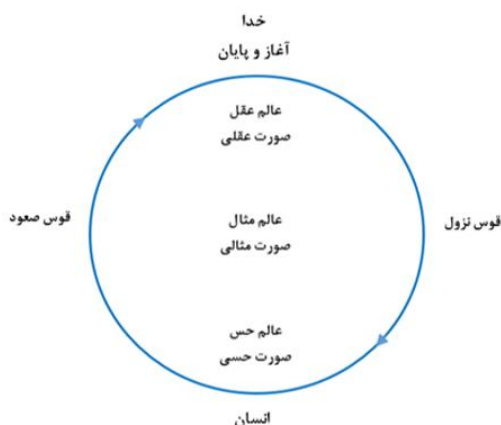 خدا
آغاز و پایان
عالم عقل
صورت عقلی
قوس نزول
عالم مثال
صورت مثالی
قوس صعود
عالم حس
صورت حسی
انسان